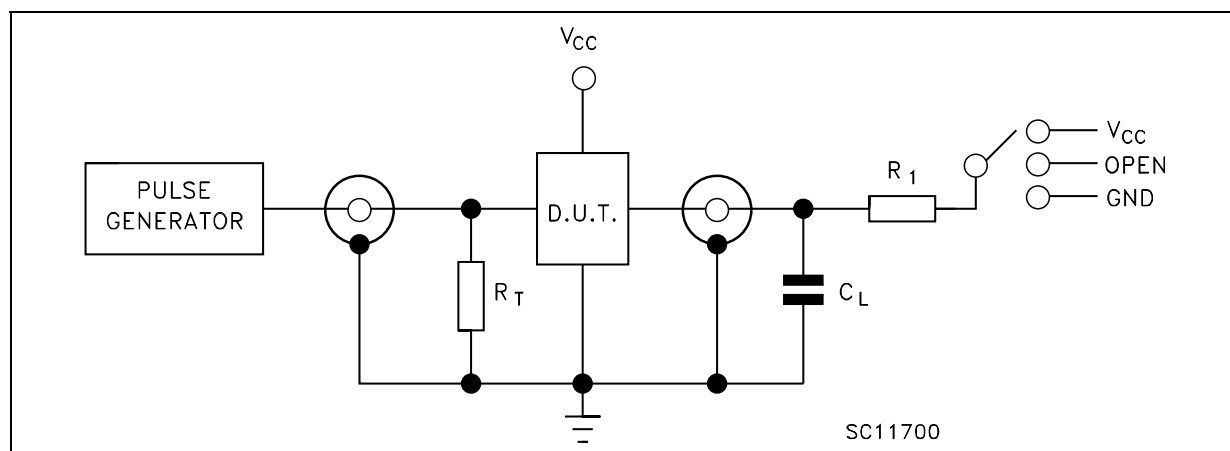 VCC
VCC
OPEN
GND
R1
PULSE
GENERATOR
D.U.T.
RT
CL
SC11700